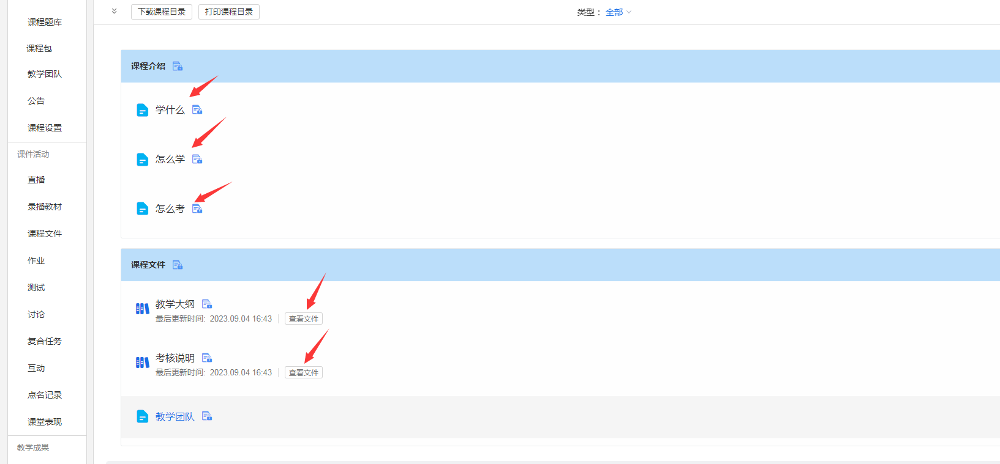 下载课程目录 打印课程目录 类型： 全部
课程题库
课程包
教学团队
公告
课程设置
课件活动
直播
录播教材
课程文件
作业
测试
讨论
复合任务
互动
点名记录
课堂表现
教学成果
课程介绍
学什么
怎么学
怎么考
课程文件
教学大纲
最后更新时间: 2023.09.04 16:43 查看文件
考核说明
最后更新时间: 2023.09.04 16:43 查看文件
教学团队